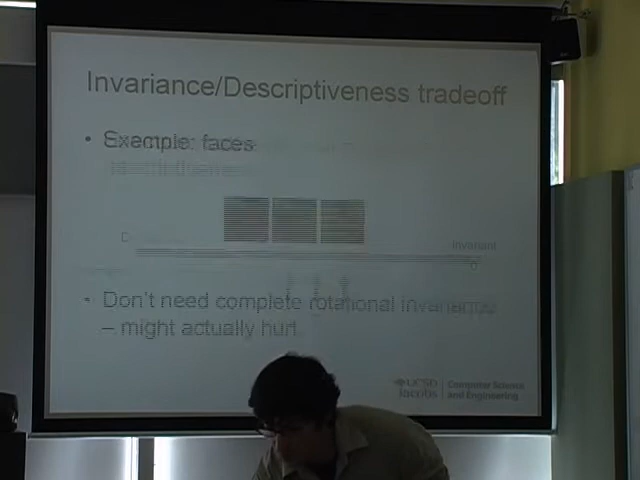 Invariance/Descriptiveness tradeoff
• Example: faces
Invariant
• Don't need complete rotational invariance
– might actually hurt
UCSD
Jacobs
Computer Science
and Engineering